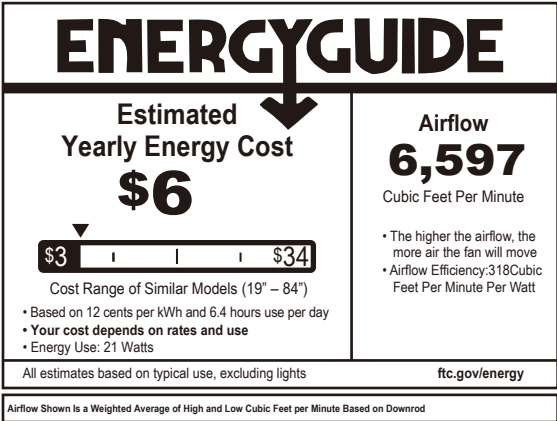 ENERGYGUIDE
Estimated
Yearly Energy Cost
$6
$3
$34
Cost Range of Similar Models (19” – 84”)
• Based on 12 cents per kWh and 6.4 hours use per day
• Your cost depends on rates and use
• Energy Use: 21 Watts
Airflow
6,597
Cubic Feet Per Minute
• The higher the airflow, the
more air the fan will move
• Airflow Efficiency:318Cubic
Feet Per Minute Per Watt
All estimates based on typical use, excluding lights
ftc.gov/energy
Airflow Shown Is a Weighted Average of High and Low Cubic Feet per Minute Based on Downrod